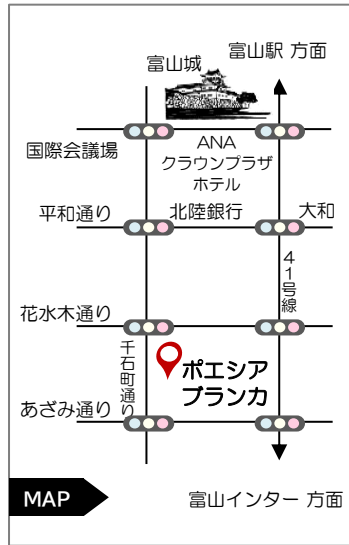 富山駅 方面
富山城
国際会議場
ANA
クラウンプラザ
ホテル
平和通り
北陸銀行
大和
41号線
花水木通り
千石町通り
ポエシア
ブランカ
あざみ通り
MAP
富山インター 方面